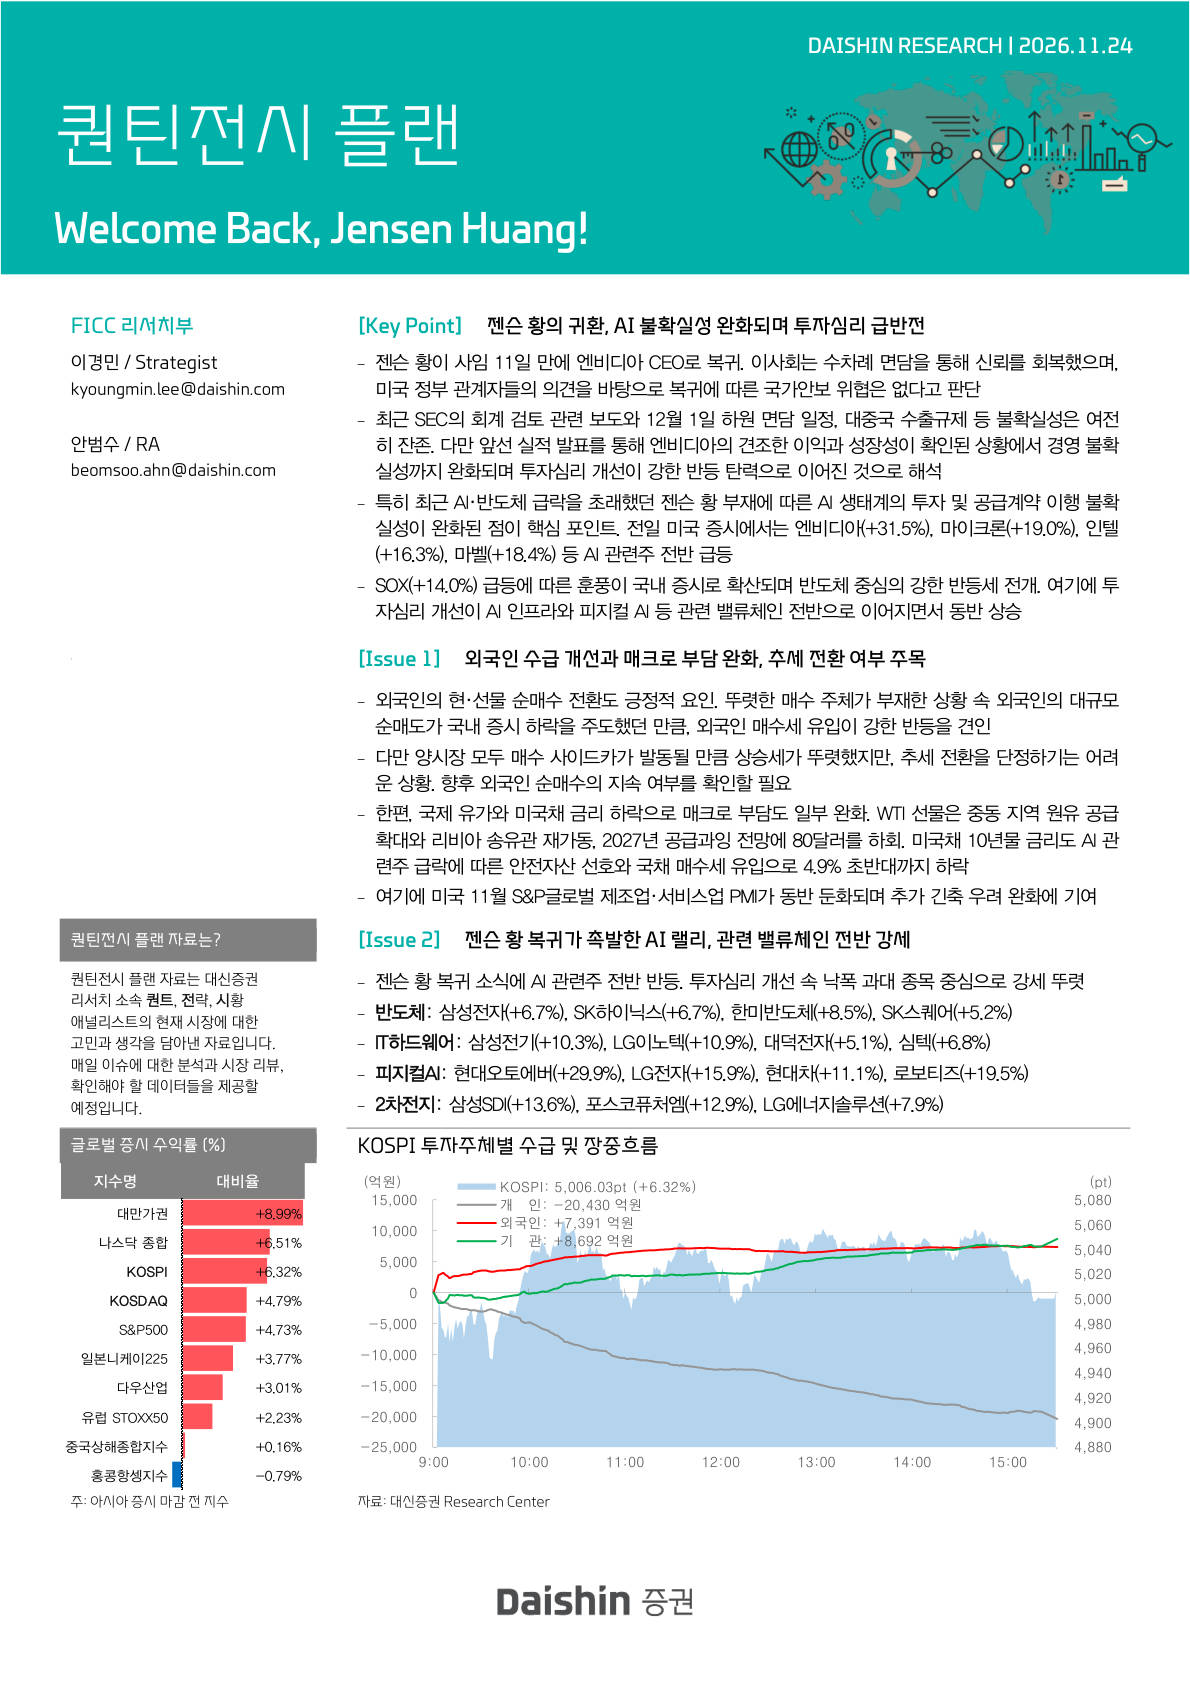 DAISHIN RESEARCH | 2026.11.24
퀀틴전시 플랜
Welcome Back, Jensen Huang!
FICC 리서치부
이경민 / Strategist
kyoungmin.lee@daishin.com
안범수 / RA
beomsoo.ahn@daishin.com
[Key Point] 젠슨 황의 귀환, AI 불확실성 완화되며 투자심리 급반전
– 젠슨 황이 사임 11일 만에 엔비디아 CEO로 복귀. 이사회는 수차례 면담을 통해 신뢰를 회복했으며,
미국 정부 관계자들의 의견을 바탕으로 복귀에 따른 국가안보 위협은 없다고 판단
– 최근 SEC의 회계 검토 관련 보도와 12월 1일 하원 면담 일정, 대중국 수출규제 등 불확실성은 여전
히 잔존. 다만 앞선 실적 발표를 통해 엔비디아의 견조한 이익과 성장성이 확인된 상황에서 경영 불확
실성까지 완화되며 투자심리 개선이 강한 반등 탄력으로 이어진 것으로 해석
– 특히 최근 AI·반도체 급락을 초래했던 젠슨 황 부재에 따른 AI 생태계의 투자 및 공급계약 이행 불확
실성이 완화된 점이 핵심 포인트. 전일 미국 증시에서는 엔비디아(+31.5%), 마이크론(+19.0%), 인텔
(+16.3%), 마벨(+18.4%) 등 AI 관련주 전반 급등
– SOX(+14.0%) 급등에 따른 훈풍이 국내 증시로 확산되며 반도체 중심의 강한 반등세 전개. 여기에 투
자심리 개선이 AI 인프라와 피지컬 AI 등 관련 밸류체인 전반으로 이어지면서 동반 상승
[Issue 1] 외국인 수급 개선과 매크로 부담 완화, 추세 전환 여부 주목
– 외국인의 현·선물 순매수 전환도 긍정적 요인. 뚜렷한 매수 주체가 부재한 상황 속 외국인의 대규모
순매도가 국내 증시 하락을 주도했던 만큼, 외국인 매수세 유입이 강한 반등을 견인
– 다만 양시장 모두 매수 사이드카가 발동될 만큼 상승세가 뚜렷했지만, 추세 전환을 단정하기는 어려
운 상황. 향후 외국인 순매수의 지속 여부를 확인할 필요
– 한편, 국제 유가와 미국채 금리 하락으로 매크로 부담도 일부 완화. WTI 선물은 중동 지역 원유 공급
확대와 리비아 송유관 재가동, 2027년 공급과잉 전망에 80달러를 하회. 미국채 10년물 금리도 AI 관
련주 급락에 따른 안전자산 선호와 국채 매수세 유입으로 4.9% 초반대까지 하락
– 여기에 미국 11월 S&P글로벌 제조업·서비스업 PMI가 동반 둔화되며 추가 긴축 우려 완화에 기여
[Issue 2] 젠슨 황 복귀가 촉발한 AI 랠리, 관련 밸류체인 전반 강세
– 젠슨 황 복귀 소식에 AI 관련주 전반 반등. 투자심리 개선 속 낙폭 과대 종목 중심으로 강세 뚜렷
– 반도체: 삼성전자(+6.7%), SK하이닉스(+6.7%), 한미반도체(+8.5%), SK스퀘어(+5.2%)
– IT하드웨어: 삼성전기(+10.3%), LG이노텍(+10.9%), 대덕전자(+5.1%), 심텍(+6.8%)
– 피지컬AI: 현대오토에버(+29.9%), LG전자(+15.9%), 현대차(+11.1%), 로보티즈(+19.5%)
– 2차전지: 삼성SDI(+13.6%), 포스코퓨처엠(+12.9%), LG에너지솔루션(+7.9%)
퀀틴전시 플랜 자료는?
퀀틴전시 플랜 자료는 대신증권
리서치 소속 퀀트, 전략, 시황
애널리스트의 현재 시장에 대한
고민과 생각을 담아낸 자료입니다.
매일 이슈에 대한 분석과 시장 리뷰,
확인해야 할 데이터들을 제공할
예정입니다.
글로벌 증시 수익률 (%)
지수명 대비율
대만가권 +8.99%
나스닥 종합 +6.51%
KOSPI +6.32%
KOSDAQ +4.79%
S&P500 +4.73%
일본니케이225 +3.77%
다우산업 +3.01%
유럽 STOXX50 +2.23%
중국상해종합지수 +0.16%
홍콩항셍지수 -0.79%
주: 아시아 증시 마감 전 지수
KOSPI 투자주체별 수급 및 장중흐름
(억원) (pt)
KOSPI: 5,006.03pt (+6.32%)
개 인: -20,430 억원
외국인: +7,391 억원
기 관: +8,692 억원
15,000
10,000
5,000
0
-5,000
-10,000
-15,000
-20,000
-25,000
5,080
5,060
5,040
5,020
5,000
4,980
4,960
4,940
4,920
4,900
4,880
9:00 10:00 11:00 12:00 13:00 14:00 15:00
자료: 대신증권 Research Center
Daishin 증권